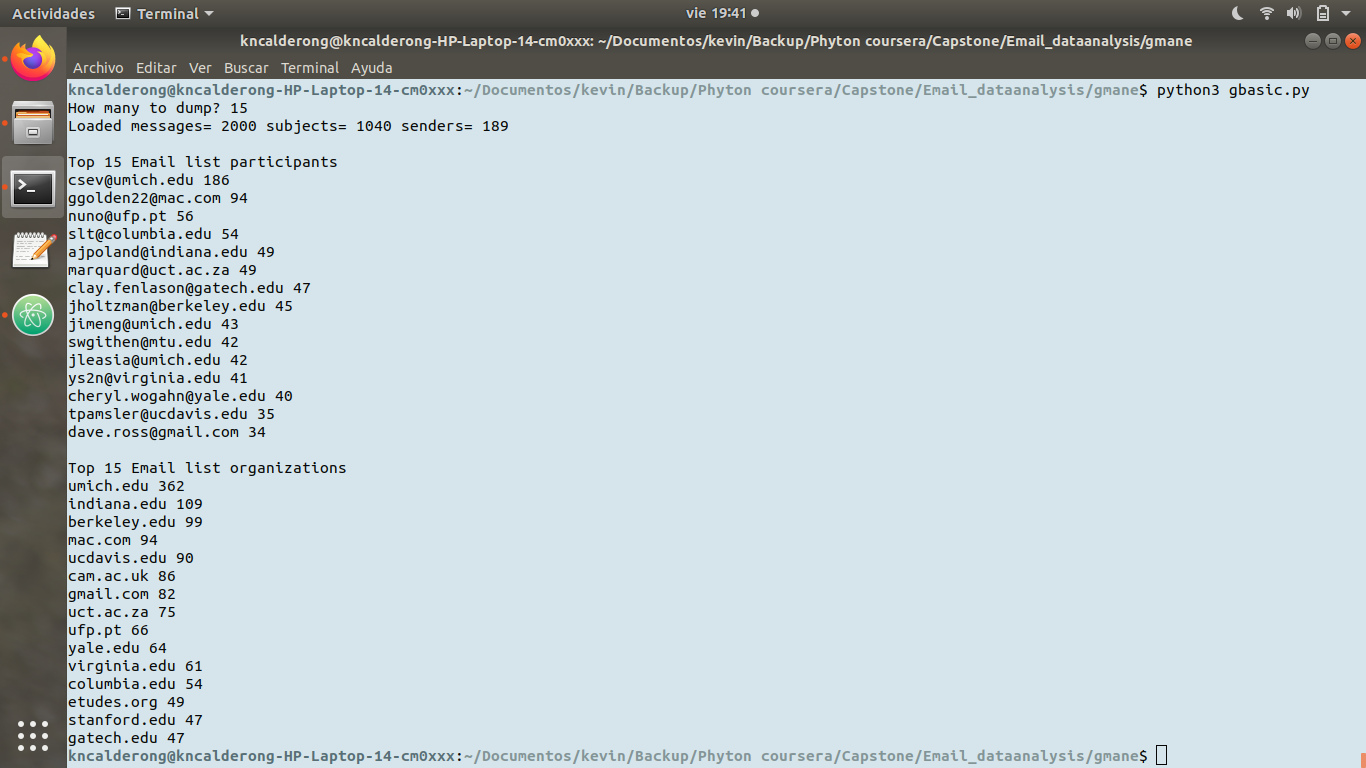 Actividades
Terminal
vie 19:41
kncalderong@kncalderong-HP-Laptop-14-cm0xxx: ~/Documentos/kevin/Backup/Phyton coursera/Capstone/Email_dataanalysis/gmane
Archivo Editar Ver Buscar Terminal Ayuda
kncalderong@kncalderong-HP-Laptop-14-cm0xxx:~/Documentos/kevin/Backup/Phyton coursera/Capstone/Email_dataanalysis/gmane$ python3 gbasic.py
How many to dump? 15
Loaded messages= 2000 subjects= 1040 senders= 189
Top 15 Email list participants
csev@umich.edu 186
ggolden22@mac.com 94
nuno@ufp.pt 56
slt@columbia.edu 54
ajpoland@indiana.edu 49
marquard@uct.ac.za 49
clay.fenlason@gatech.edu 47
jholtzman@berkeley.edu 45
jimeng@umich.edu 43
swgithen@mtu.edu 42
jleasia@umich.edu 42
ys2n@virginia.edu 41
cheryl.wogahn@yale.edu 40
tpamsler@ucdavis.edu 35
dave.ross@gmail.com 34
Top 15 Email list organizations
umich.edu 362
indiana.edu 109
berkeley.edu 99
mac.com 94
ucdavis.edu 90
cam.ac.uk 86
gmail.com 82
uct.ac.za 75
ufp.pt 66
yale.edu 64
virginia.edu 61
columbia.edu 54
etudes.org 49
stanford.edu 47
gatech.edu 47
kncalderong@kncalderong-HP-Laptop-14-cm0xxx:~/Documentos/kevin/Backup/Phyton coursera/Capstone/Email_dataanalysis/gmane$